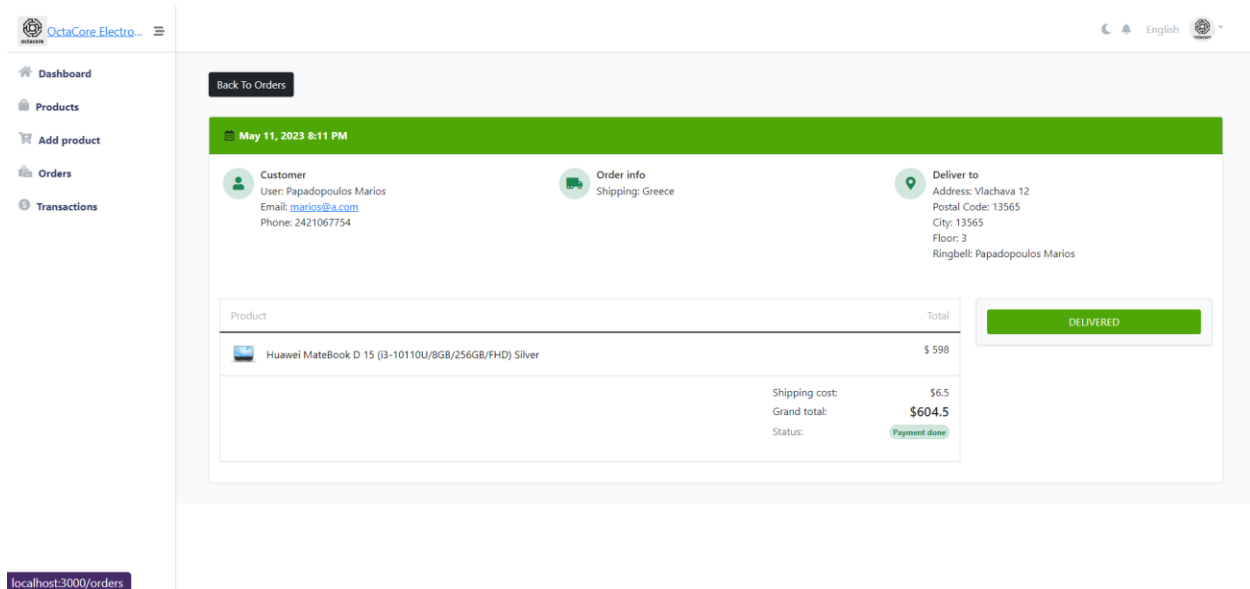 octacore
OctaCore Electro...
English
octacore
Dashboard
Products
Add product
Orders
Transactions
Back To Orders
May 11, 2023 8:11 PM
Customer
User: Papadopoulos Marios
Email: marios@a.com
Phone: 2421067754
Order info
Shipping: Greece
Deliver to
Address: Vlachava 12
Postal Code: 13565
City: 13565
Floor: 3
Ringbell: Papadopoulos Marios
Product Total
Huawei MateBook D 15 (i3-10110U/8GB/256GB/FHD) Silver $ 598
Shipping cost: $6.5
Grand total: $604.5
Status: Payment done
DELIVERED
localhost:3000/orders